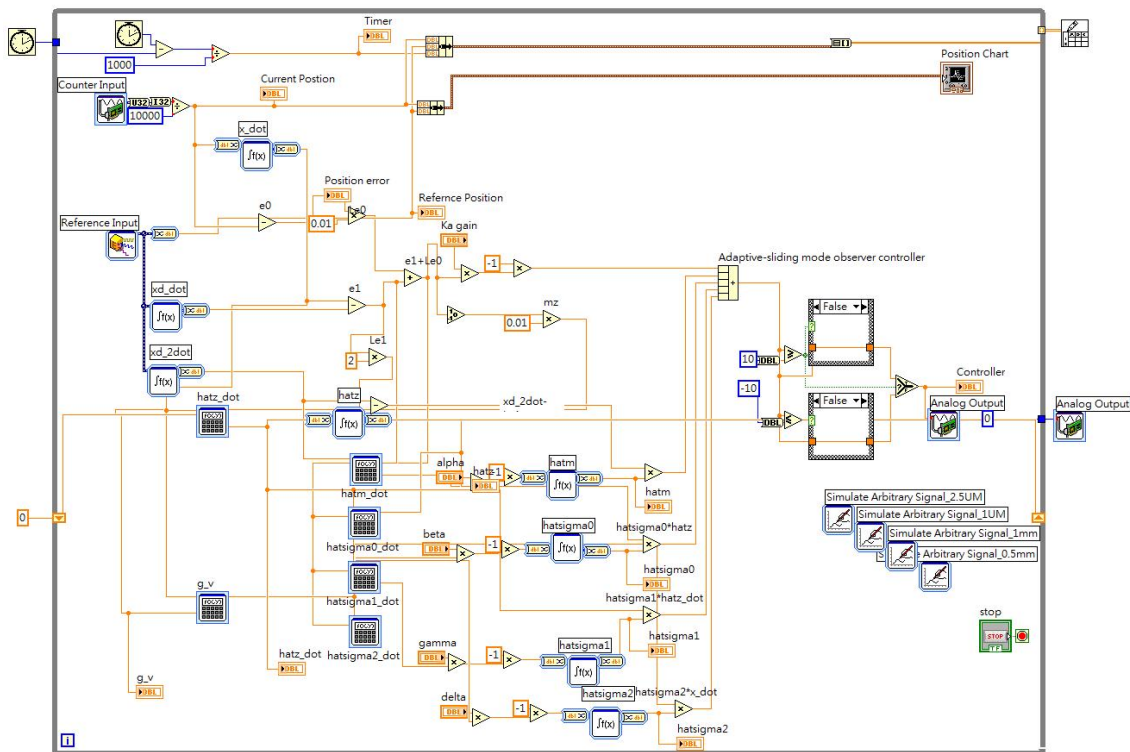 Timer
DBL
1000
Position Chart
Current Postion
DBL
Counter Input
U32
I32
10000
DBL
DBL
DBL
DBL
x_dot
∫f(x)
Position error
DBL
Reference Position
DBL
e0
0.01
Reference Input
Ka gain
DBL
-1
Adaptive-sliding mode observer controller
e1+Le0
xd_dot
∫f(x)
e1
mz
0.01
False
Le1
2
10
DBL
xd_2dot
∫f(x)
-10
DBL
Controller
DBL
hatz
∫f(x)
xd_2dot-
hatz_dot
False
Analog Output
0
Analog Output
alpha
DBL
hatz
DBL
-1
hatm
∫f(x)
hatm
DBL
hatm_dot
Simulate Arbitrary Signal_2.5UM
Simulate Arbitrary Signal_1UM
Simulate Arbitrary Signal_1mm
Arbitrary Signal_0.5mm
0
hatsigma0_dot
beta
DBL
-1
hatsigma0
∫f(x)
hatsigma0*hatz
hatsigma0
DBL
hatsigma1_dot
g_v
hatsigma1*hatz_dot
stop
STOP
TF
hatsigma2_dot
gamma
DBL
-1
hatsigma1
∫f(x)
hatsigma1
DBL
hatz_dot
DBL
g_v
DBL
delta
DBL
-1
hatsigma2
∫f(x)
hatsigma2*x_dot
hatsigma2
DBL
i